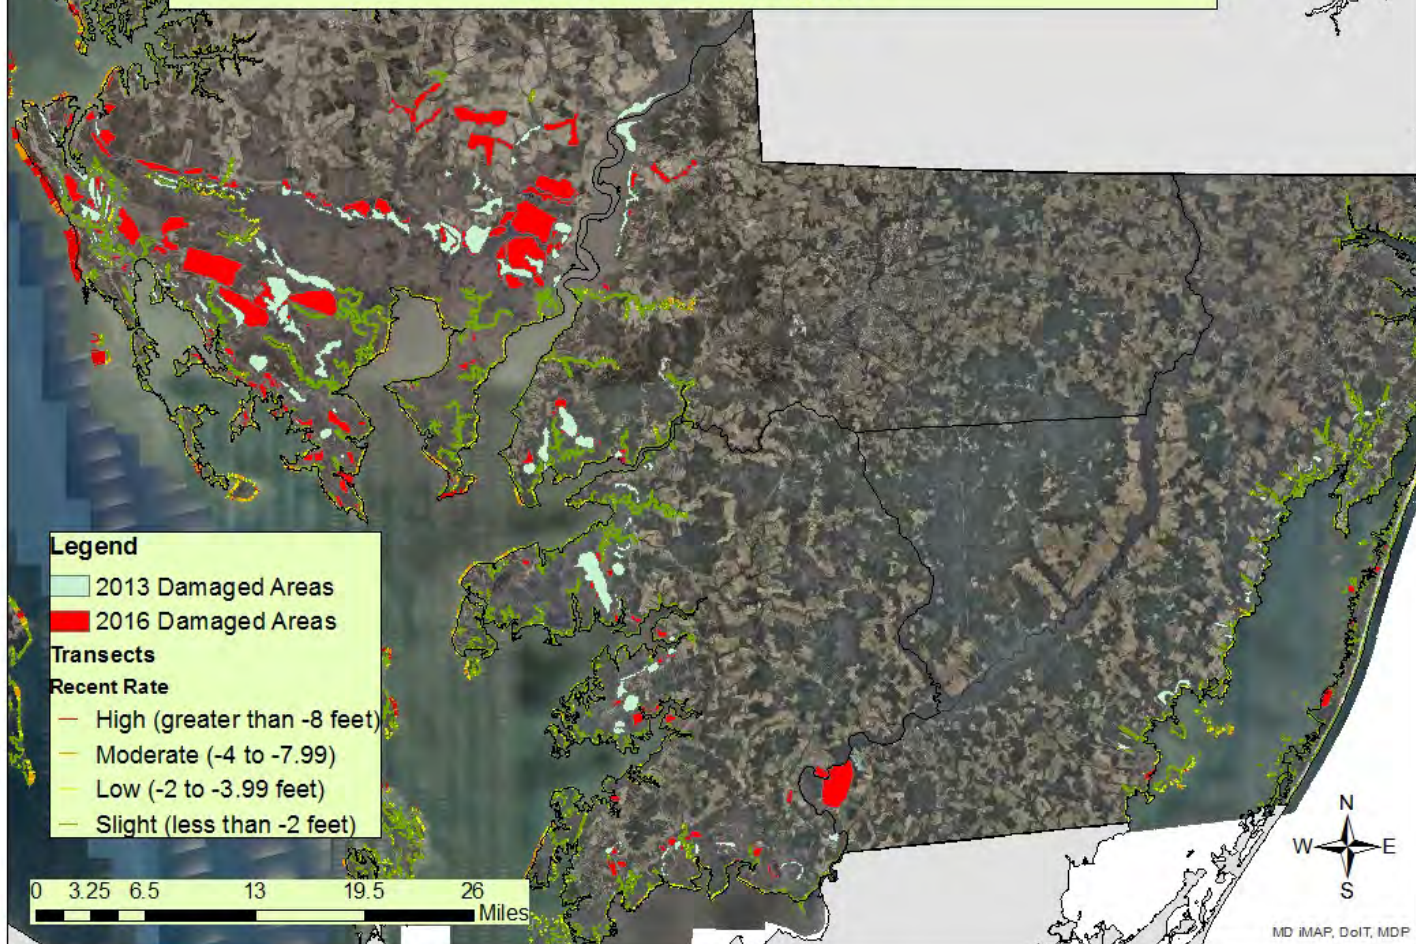 Legend
2013 Damaged Areas
2016 Damaged Areas
Transects
Recent Rate
High (greater than -8 feet)
Moderate (-4 to -7.99)
Low (-2 to -3.99 feet)
Slight (less than -2 feet)
0 3.25 6.5 13 19.5 26
Miles
N
W E
S
MD iMAP, DoIT, MDP